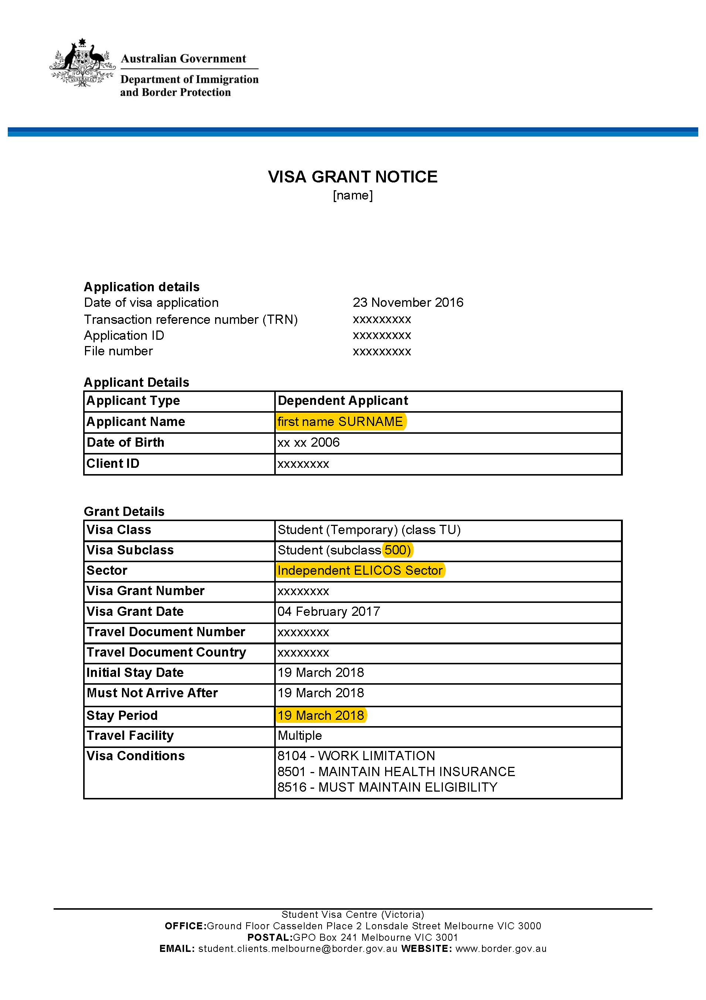 AUSTRALIA
Australian Government
Department of Immigration
and Border Protection
VISA GRANT NOTICE
[name]
Application details
Date of visa application 23 November 2016
Transaction reference number (TRN) xxxxxxxxx
Application ID xxxxxxxxx
File number xxxxxxxxx
Applicant Details
Applicant Type Dependent Applicant
Applicant Name first name SURNAME
Date of Birth xx xx 2006
Client ID xxxxxxxx
Grant Details
Visa Class Student (Temporary) (class TU)
Visa Subclass Student (subclass 500)
Sector Independent ELICOS Sector
Visa Grant Number xxxxxxxx
Visa Grant Date 04 February 2017
Travel Document Number xxxxxxxx
Travel Document Country xxxxxxxx
Initial Stay Date 19 March 2018
Must Not Arrive After 19 March 2018
Stay Period 19 March 2018
Travel Facility Multiple
Visa Conditions 8104 - WORK LIMITATION
8501 - MAINTAIN HEALTH INSURANCE
8516 - MUST MAINTAIN ELIGIBILITY
Student Visa Centre (Victoria)
OFFICE:Ground Floor Casselden Place 2 Lonsdale Street Melbourne VIC 3000
POSTAL:GPO Box 241 Melbourne VIC 3001
EMAIL: student.clients.melbourne@border.gov.au WEBSITE: www.border.gov.au